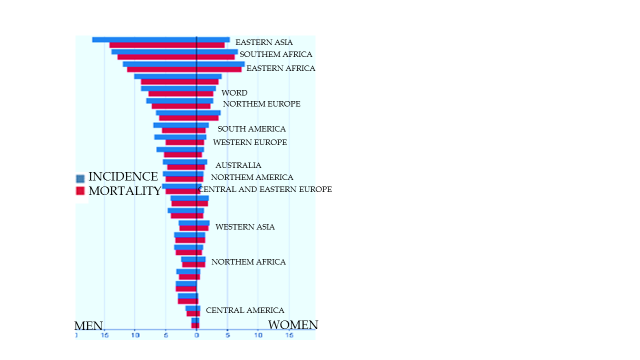 EASTERN ASIA
SOUTHEM AFRICA
EASTERN AFRICA
WORD
NORTHEM EUROPE
SOUTH AMERICA
WESTERN EUROPE
AUSTRALIA
INCIDENCE
NORTHEM AMERICA
MORTALITY
CENTRAL AND EASTERN EUROPE
WESTERN ASIA
NORTHEM AFRICA
CENTRAL AMERICA
MEN WOMEN
15 10 5 0 5 10 15